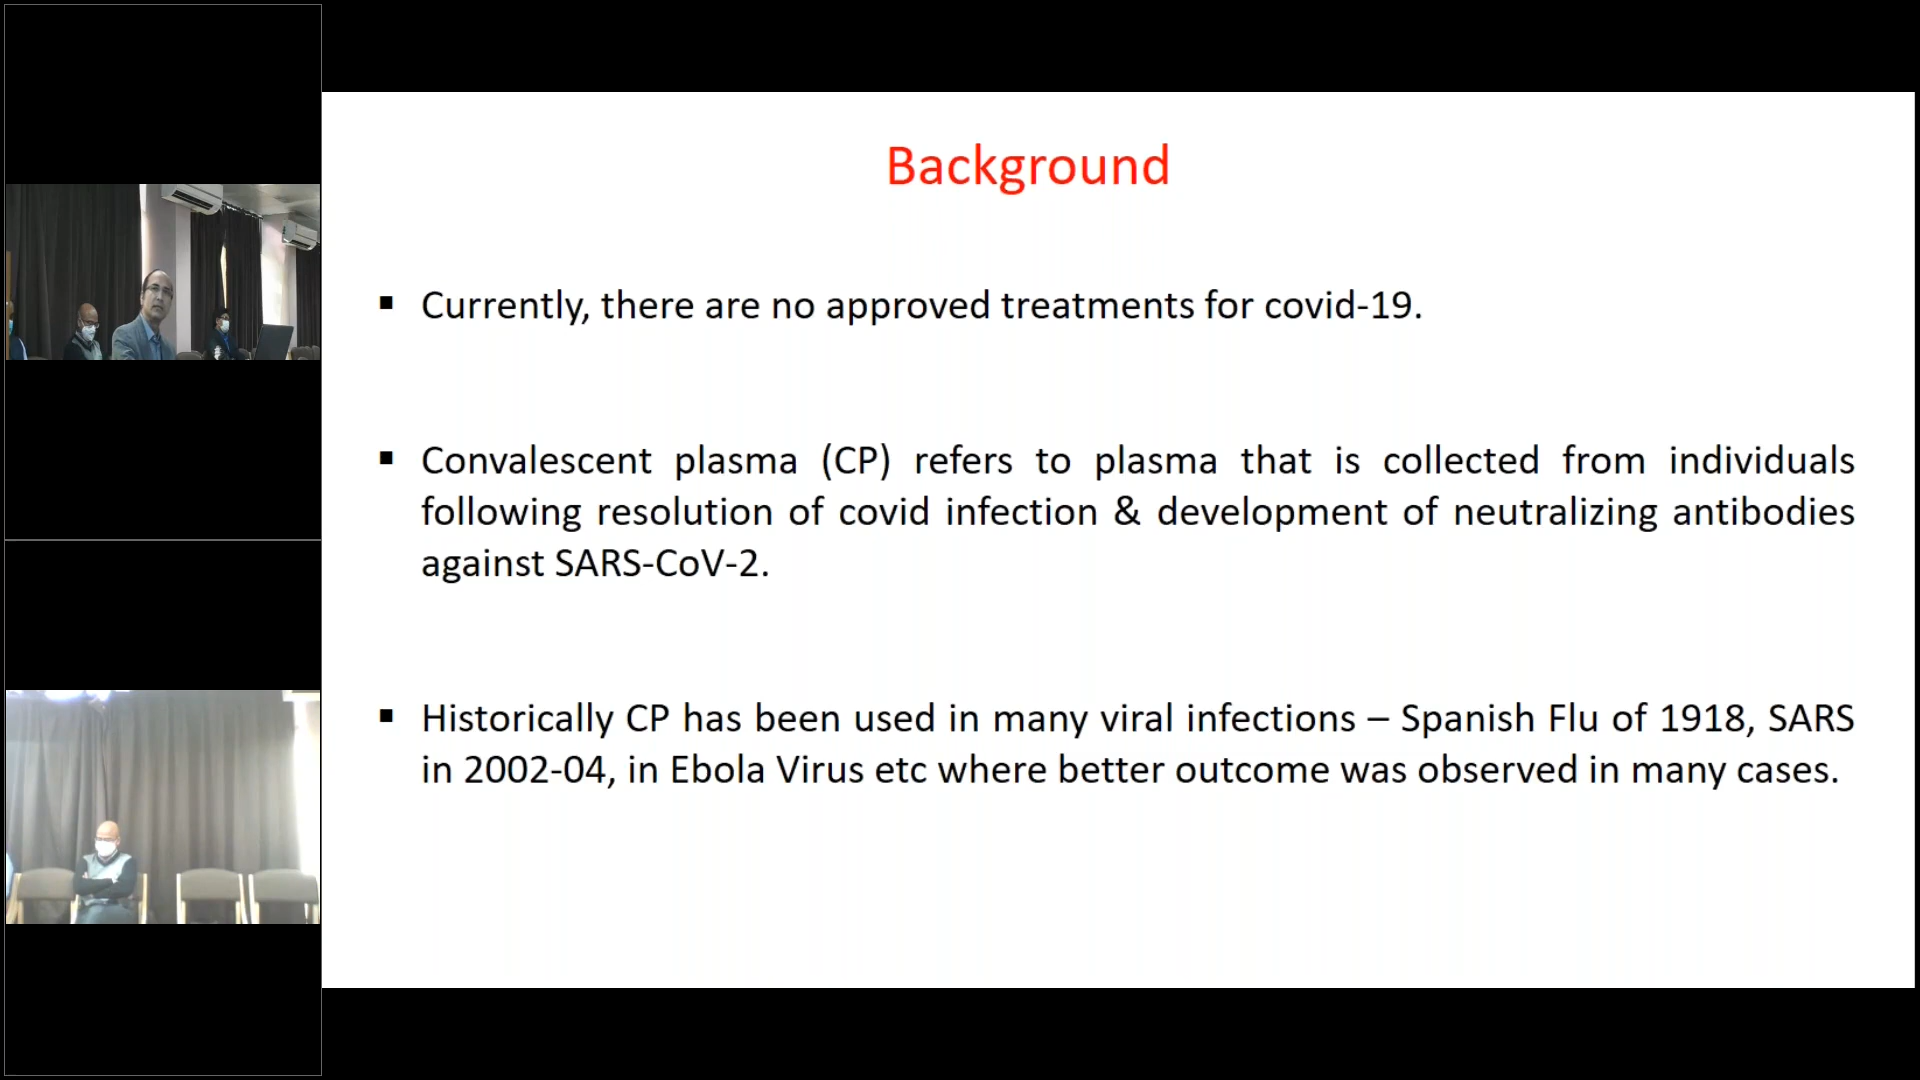 Background
▪ Currently, there are no approved treatments for covid-19.
▪ Convalescent plasma (CP) refers to plasma that is collected from individuals
following resolution of covid infection & development of neutralizing antibodies
against SARS-CoV-2.
▪ Historically CP has been used in many viral infections – Spanish Flu of 1918, SARS
in 2002-04, in Ebola Virus etc where better outcome was observed in many cases.